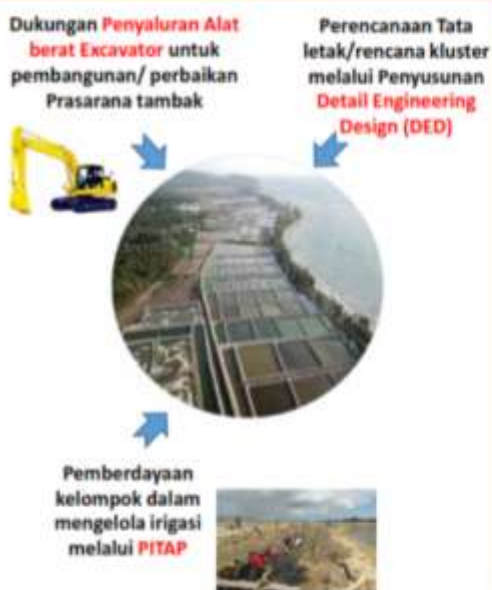 Dukungan Penyaluran Alat
berat Excavator untuk
pembangunan/ perbaikan
Prasarana tambak
Perencanaan Tata
letak/rencana kluster
melalui Penyusunan
Detail Engineering
Design (DED)
Pemberdayaan
kelompok dalam
mengelola irigasi
melalui PITAP